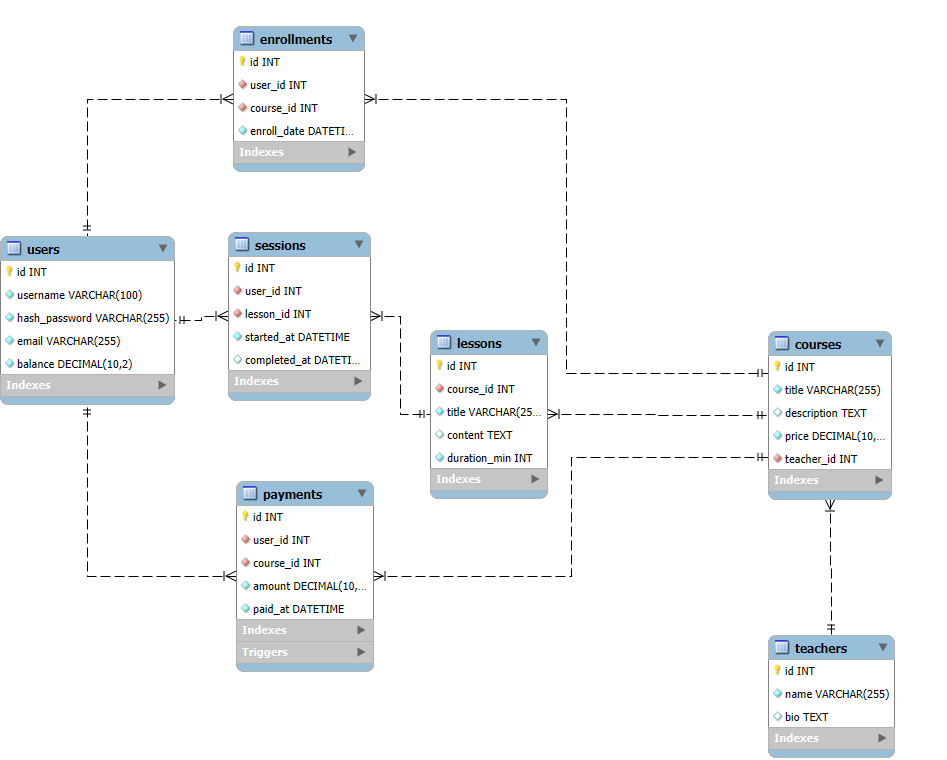 enrollments
id INT
user_id INT
course_id INT
enroll_date DATETI...
Indexes
users
id INT
username VARCHAR(100)
hash_password VARCHAR(255)
email VARCHAR(255)
balance DECIMAL(10,2)
Indexes
sessions
id INT
user_id INT
lesson_id INT
started_at DATETIME
completed_at DATETI...
Indexes
lessons
id INT
course_id INT
title VARCHAR(25...
content TEXT
duration_min INT
Indexes
courses
id INT
title VARCHAR(255)
description TEXT
price DECIMAL(10,...
teacher_id INT
Indexes
payments
id INT
user_id INT
course_id INT
amount DECIMAL(10,...
paid_at DATETIME
Indexes
Triggers
teachers
id INT
name VARCHAR(255)
bio TEXT
Indexes